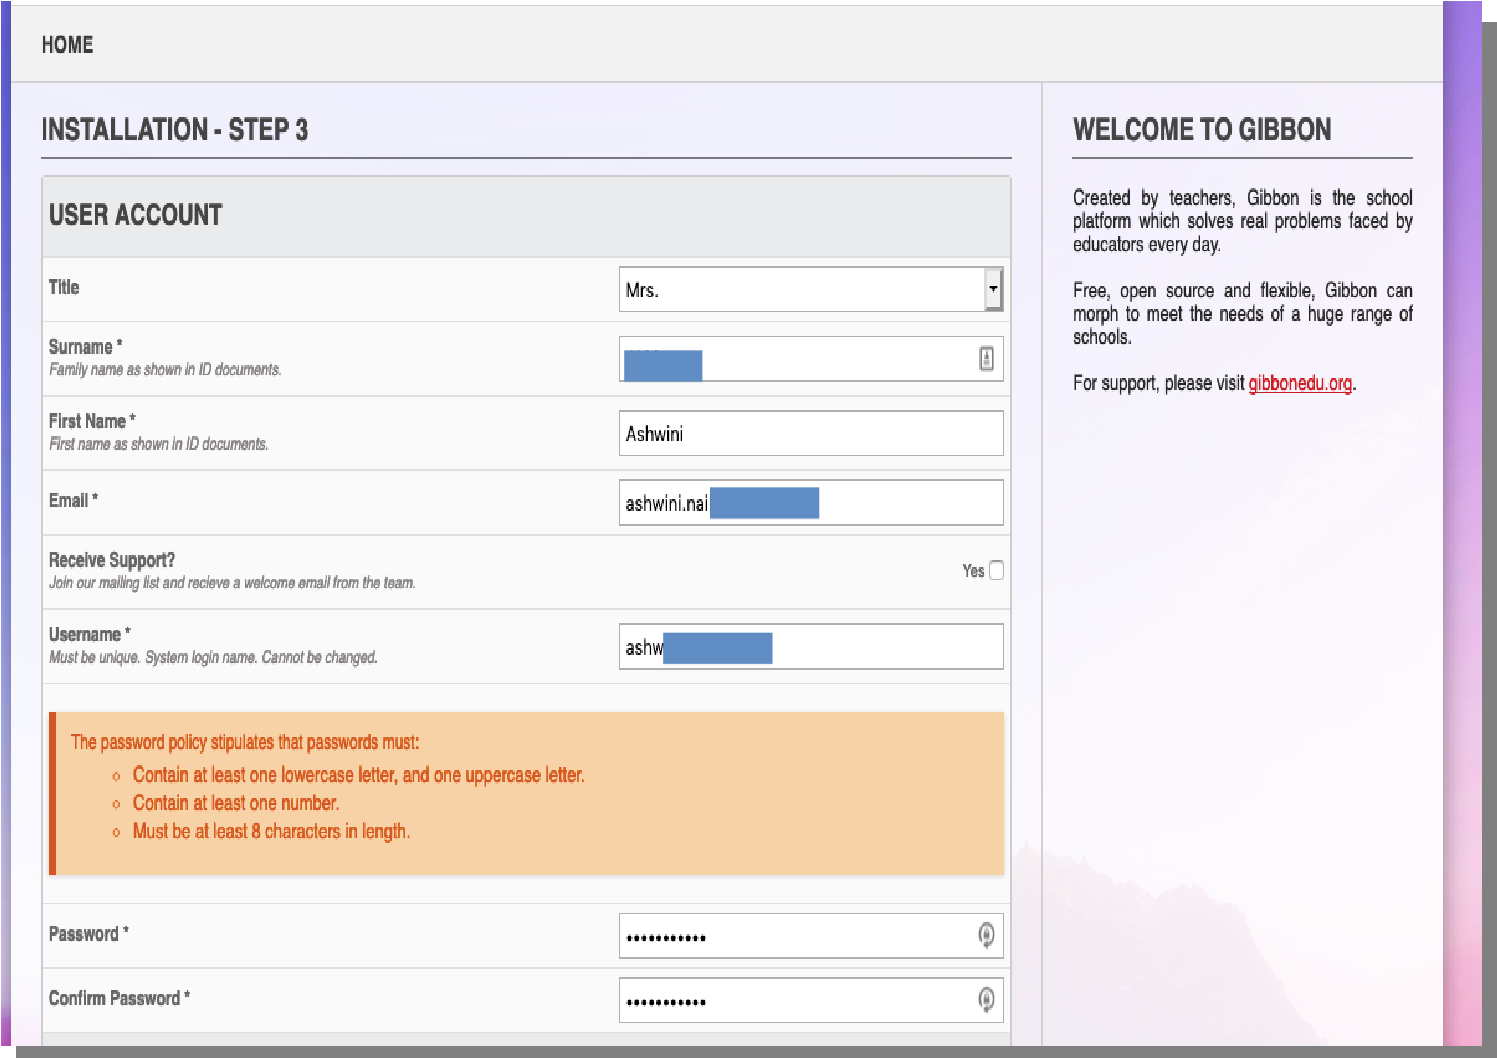 HOME
INSTALLATION - STEP 3
USER ACCOUNT
Title
Mrs.
Surname *
Family name as shown in ID documents.
First Name *
First name as shown in ID documents.
Ashwini
Email *
ashwini.nai
Receive Support?
Join our mailing list and recieve a welcome email from the team.
Yes
Username *
Must be unique. System login name. Cannot be changed.
ashw
The password policy stipulates that passwords must:
Contain at least one lowercase letter, and one uppercase letter.
Contain at least one number.
Must be at least 8 characters in length.
Password *
•••••••••••
Confirm Password *
•••••••••••
WELCOME TO GIBBON
Created by teachers, Gibbon is the school
platform which solves real problems faced by
educators every day.
Free, open source and flexible, Gibbon can
morph to meet the needs of a huge range of
schools.
For support, please visit gibbonedu.org.